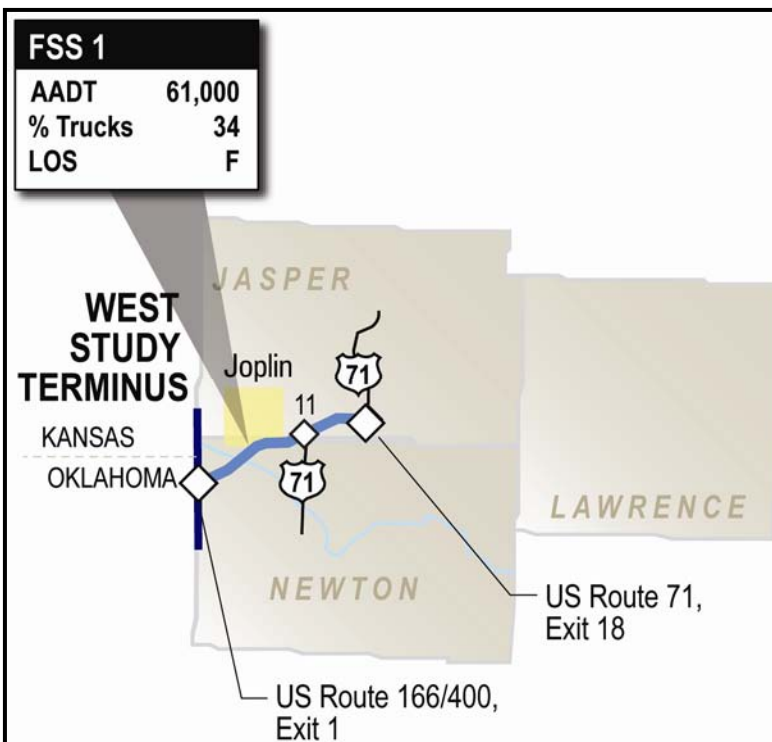 FSS 1
AADT 61,000
% Trucks 34
LOS F
JASPER
WEST
STUDY
TERMINUS
Joplin
71
11
KANSAS
OKLAHOMA
71
LAWRENCE
NEWTON
US Route 71,
Exit 18
US Route 166/400,
Exit 1